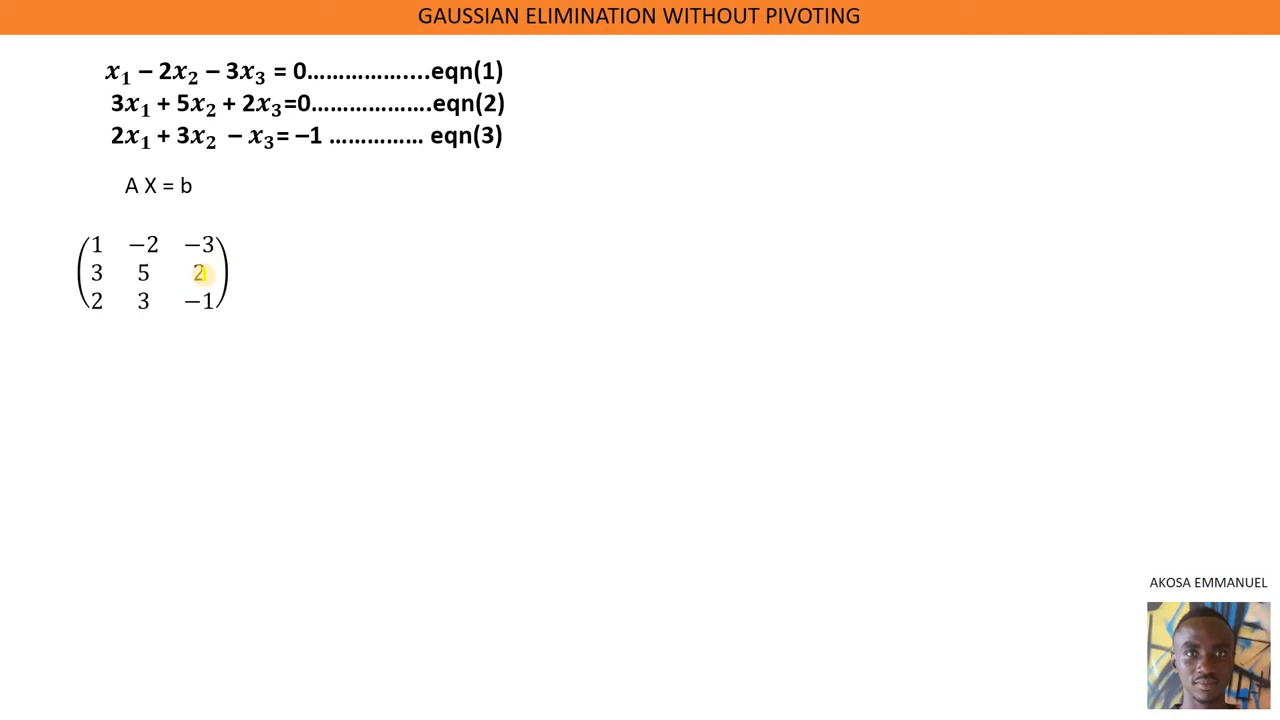 GAUSSIAN ELIMINATION WITHOUT PIVOTING
x₁ – 2x₂ – 3x₃ = 0……………....eqn(1)
3x₁ + 5x₂ + 2x₃=0……………….eqn(2)
2x₁ + 3x₂ – x₃= –1 …………… eqn(3)
A X = b
1 −2 −3
3 5 2
2 3 −1
AKOSA EMMANUEL